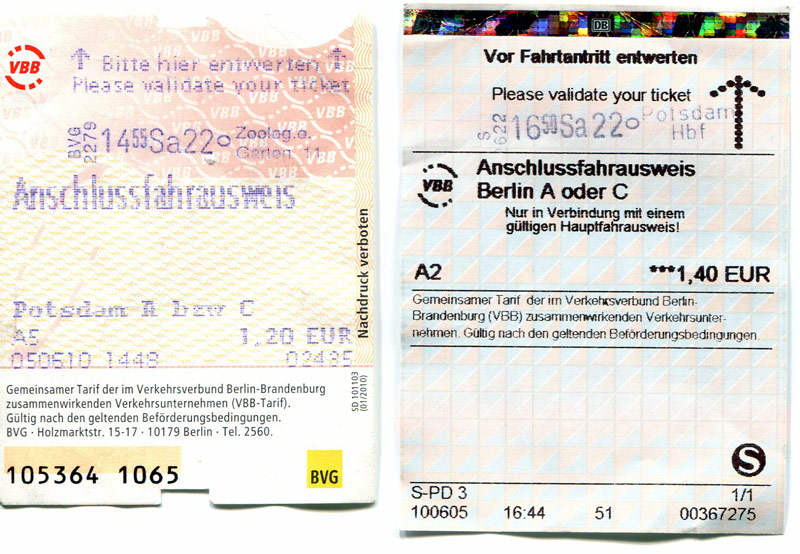 VBB
Bitte hier entwerten
Please validate your ticket
BVG 2279 14 55 Sa 22 Zoolog.
Garten 11
Anschlussfahrausweis
Nachdruck verboten
Potsdam A bzw C
A5 1,20 EUR
050610 1448 02435
SD 101103
(01/2010)
Gemeinsamer Tarif der im Verkehrsverbund Berlin-Brandenburg
zusammenwirkenden Verkehrsunternehmen (VBB-Tarif).
Gültig nach den geltenden Beförderungsbedingungen.
BVG · Holzmarktstr. 15-17 · 10179 Berlin · Tel. 2560.
105364 1065
BVG
DB
Vor Fahrtantritt entwerten
Please validate your ticket
S 622 16 50 Sa 22 Potsdam
Hbf
VBB
Anschlussfahrausweis
Berlin A oder C
Nur in Verbindung mit einem
gültigen Hauptfahrausweis!
A2 ***1,40 EUR
Gemeinsamer Tarif der im Verkehrsverbund Berlin-
Brandenburg (VBB) zusammenwirkenden Verkehrsunter-
nehmen. Gültig nach den geltenden Beförderungsbedingungen.
S
S-PD 3 1/1
100605 16:44 51 00367275